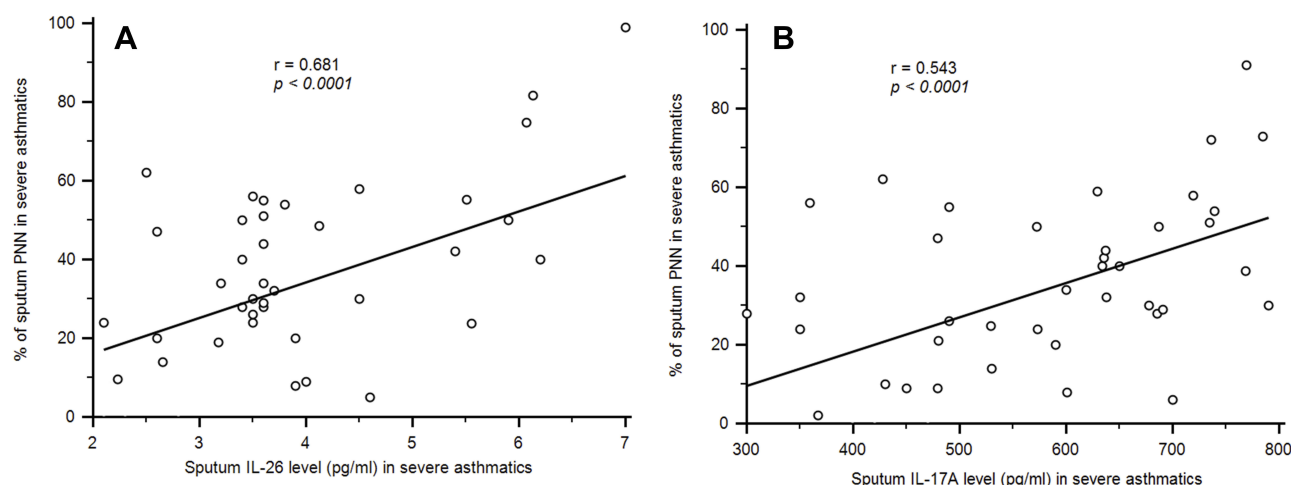 A
r = 0.681
p < 0.0001
% of sputum PNN in severe asthmatics
100
80
60
40
20
0
2 3 4 5 6 7
Sputum IL-26 level (pg/ml) in severe asthmatics
B
r = 0.543
p < 0.0001
% of sputum PNN in severe asthmatics
100
80
60
40
20
0
300 400 500 600 700 800
Sputum IL-17A level (pg/ml) in severe asthmatics